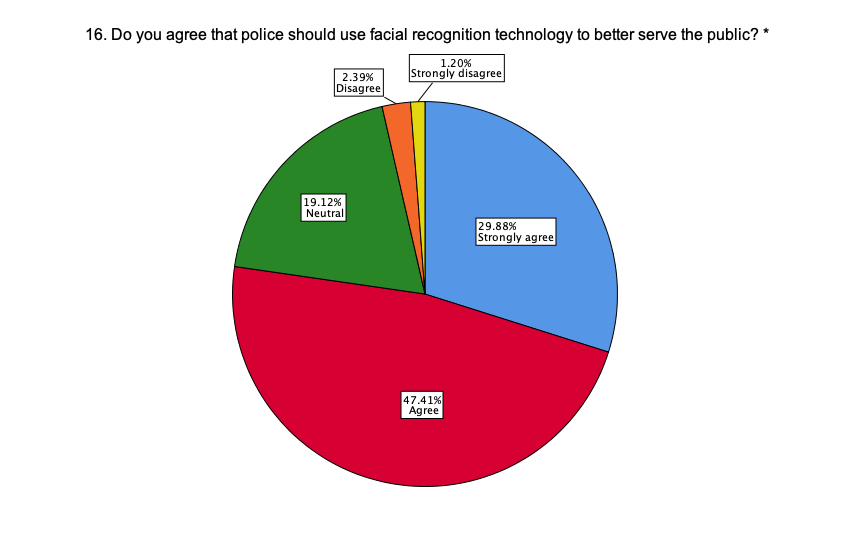 16. Do you agree that police should use facial recognition technology to better serve the public? *
1.20%
Strongly disagree
2.39%
Disagree
19.12%
Neutral
29.88%
Strongly agree
47.41%
Agree